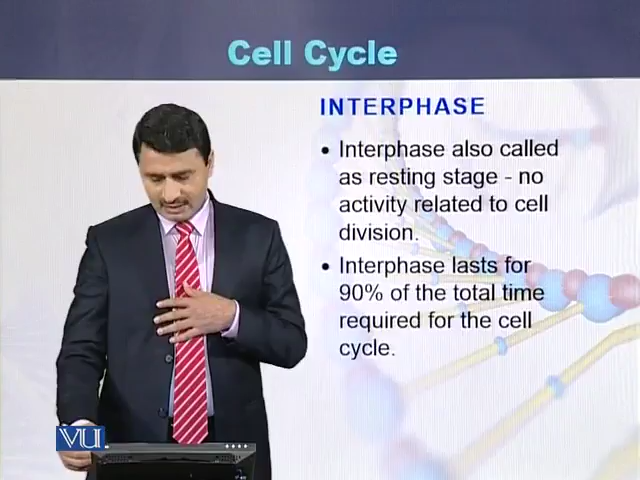 Cell Cycle
INTERPHASE
• Interphase also called
as resting stage - no
activity related to cell
division.
• Interphase lasts for
90% of the total time
required for the cell
cycle.
VU